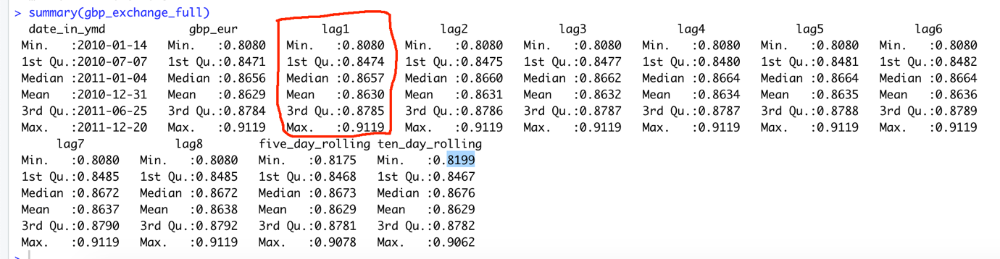 > summary(gbp_exchange_full)
date_in_ymd gbp_eur lag1 lag2 lag3 lag4 lag5 lag6
Min. :2010-01-14 Min. :0.8080 Min. :0.8080 Min. :0.8080 Min. :0.8080 Min. :0.8080 Min. :0.8080 Min. :0.8080
1st Qu.:2010-07-07 1st Qu.:0.8471 1st Qu.:0.8474 1st Qu.:0.8475 1st Qu.:0.8477 1st Qu.:0.8480 1st Qu.:0.8481 1st Qu.:0.8482
Median :2011-01-04 Median :0.8656 Median :0.8657 Median :0.8660 Median :0.8662 Median :0.8664 Median :0.8664 Median :0.8664
Mean :2010-12-31 Mean :0.8629 Mean :0.8630 Mean :0.8631 Mean :0.8632 Mean :0.8634 Mean :0.8635 Mean :0.8636
3rd Qu.:2011-06-25 3rd Qu.:0.8784 3rd Qu.:0.8785 3rd Qu.:0.8786 3rd Qu.:0.8787 3rd Qu.:0.8787 3rd Qu.:0.8788 3rd Qu.:0.8789
Max. :2011-12-20 Max. :0.9119 Max. :0.9119 Max. :0.9119 Max. :0.9119 Max. :0.9119 Max. :0.9119 Max. :0.9119
lag7 lag8 five_day_rolling ten_day_rolling
Min. :0.8080 Min. :0.8080 Min. :0.8175 Min. :0.8199
1st Qu.:0.8485 1st Qu.:0.8485 1st Qu.:0.8468 1st Qu.:0.8467
Median :0.8672 Median :0.8672 Median :0.8673 Median :0.8676
Mean :0.8637 Mean :0.8638 Mean :0.8629 Mean :0.8629
3rd Qu.:0.8790 3rd Qu.:0.8792 3rd Qu.:0.8781 3rd Qu.:0.8782
Max. :0.9119 Max. :0.9119 Max. :0.9078 Max. :0.9062
>